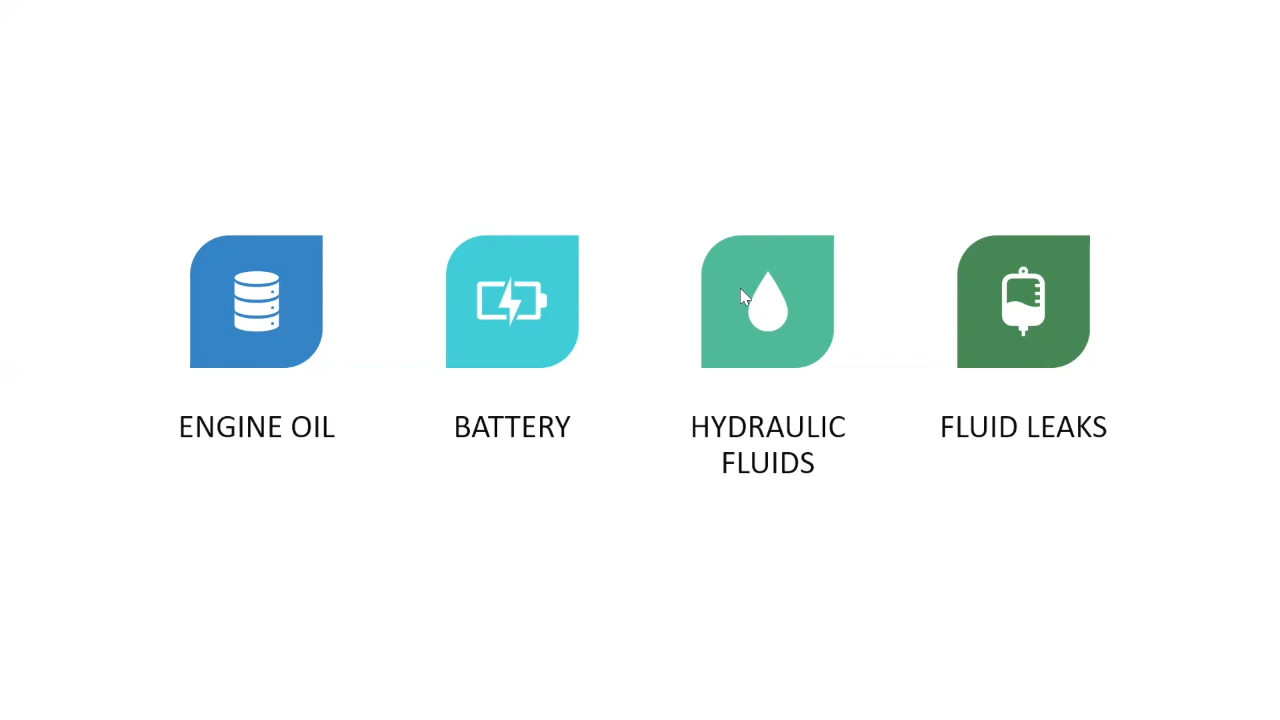 ENGINE OIL
BATTERY
HYDRAULIC
FLUIDS
FLUID LEAKS